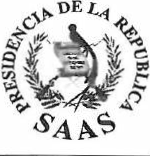 PRESIDENCIA DE LA REPUBLICA
SAAS